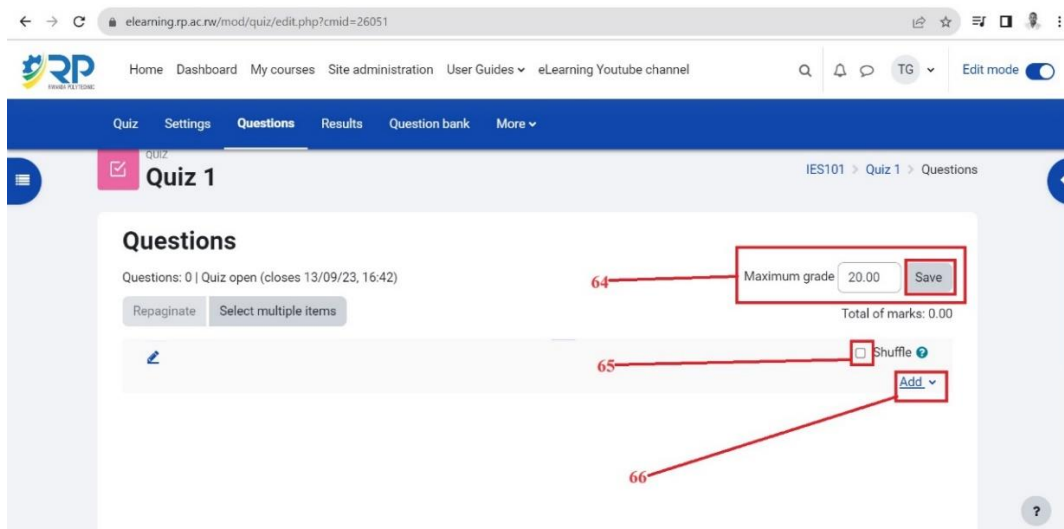 elearning.rp.ac.rw/mod/quiz/edit.php?cmid=26051
RP
RWANDA POLYTECHNIC
Home Dashboard My courses Site administration User Guides eLearning Youtube channel TG Edit mode
Quiz Settings Questions Results Question bank More
QUIZ
Quiz 1
IES101 > Quiz 1 > Questions
Questions
Questions: 0 | Quiz open (closes 13/09/23, 16:42)
64
Maximum grade 20.00 Save
Repaginate Select multiple items
Total of marks: 0.00
65
Shuffle ?
Add
66
?